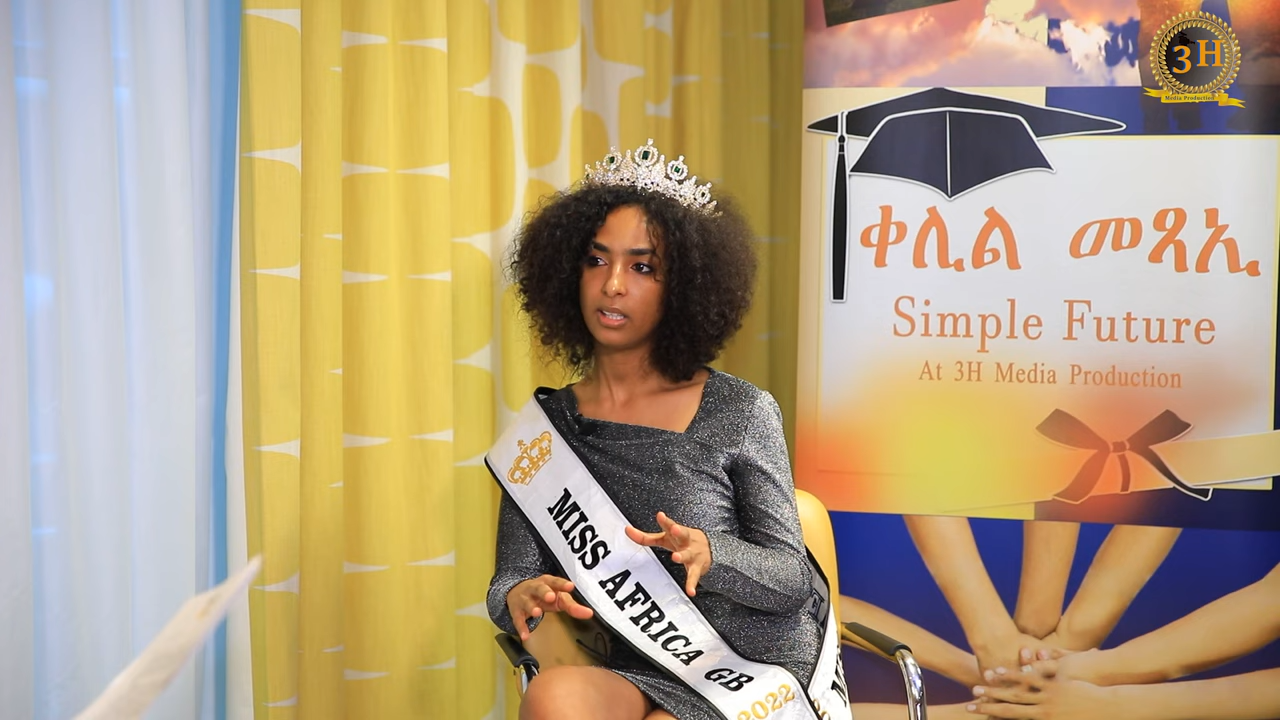 3H
Media Production
ቀሊል መጻኢ
Simple Future
At 3H Media Production
MISS AFRICA GB
2022